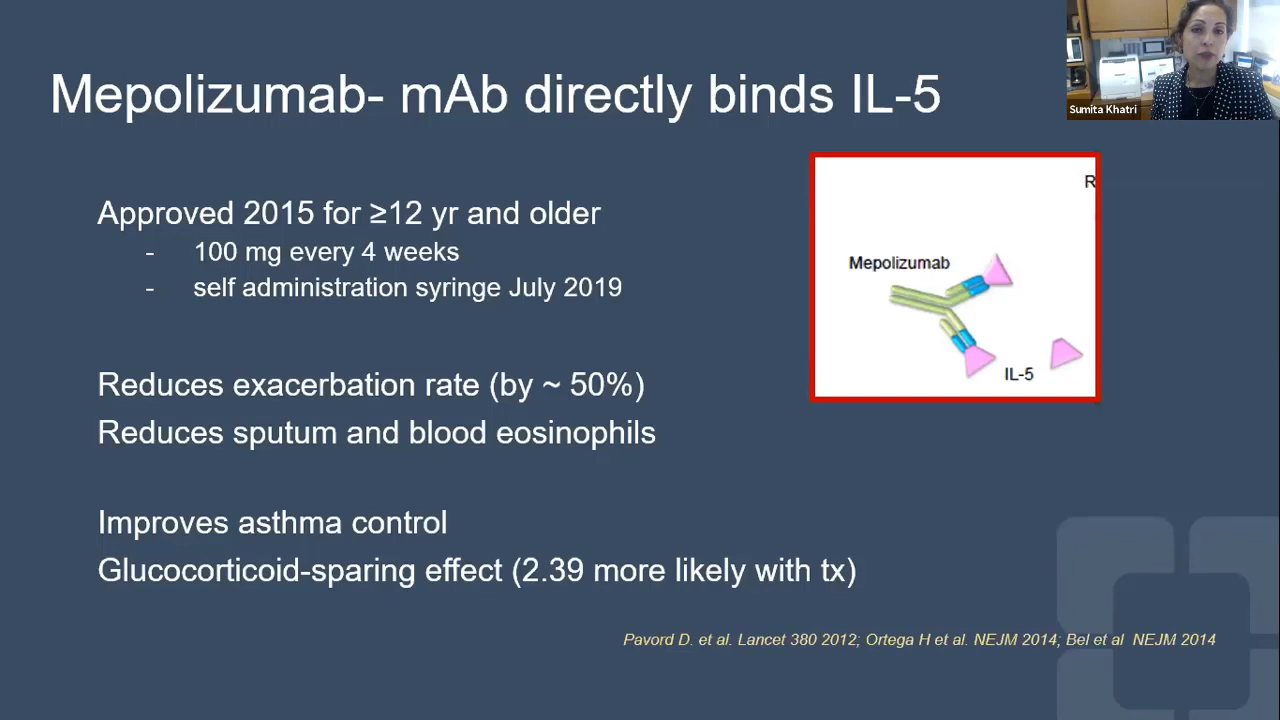 Mepolizumab- mAb directly binds IL-5
Sumita Khatri
Approved 2015 for ≥12 yr and older
- 100 mg every 4 weeks
- self administration syringe July 2019
Reduces exacerbation rate (by ~ 50%)
Reduces sputum and blood eosinophils
Improves asthma control
Glucocorticoid-sparing effect (2.39 more likely with tx)
R
Mepolizumab
IL-5
Pavord D. et al. Lancet 380 2012; Ortega H et al. NEJM 2014; Bel et al NEJM 2014